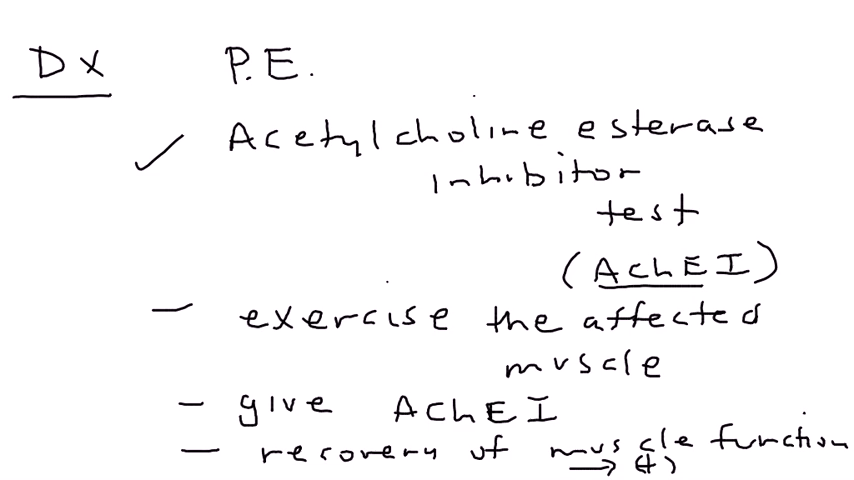 Dx P.E.
Acetylcholine esterase
inhibitor
test
(AchEI)
- exercise the affected
muscle
- give AChEI
- recovery of muscle function
→ (+)